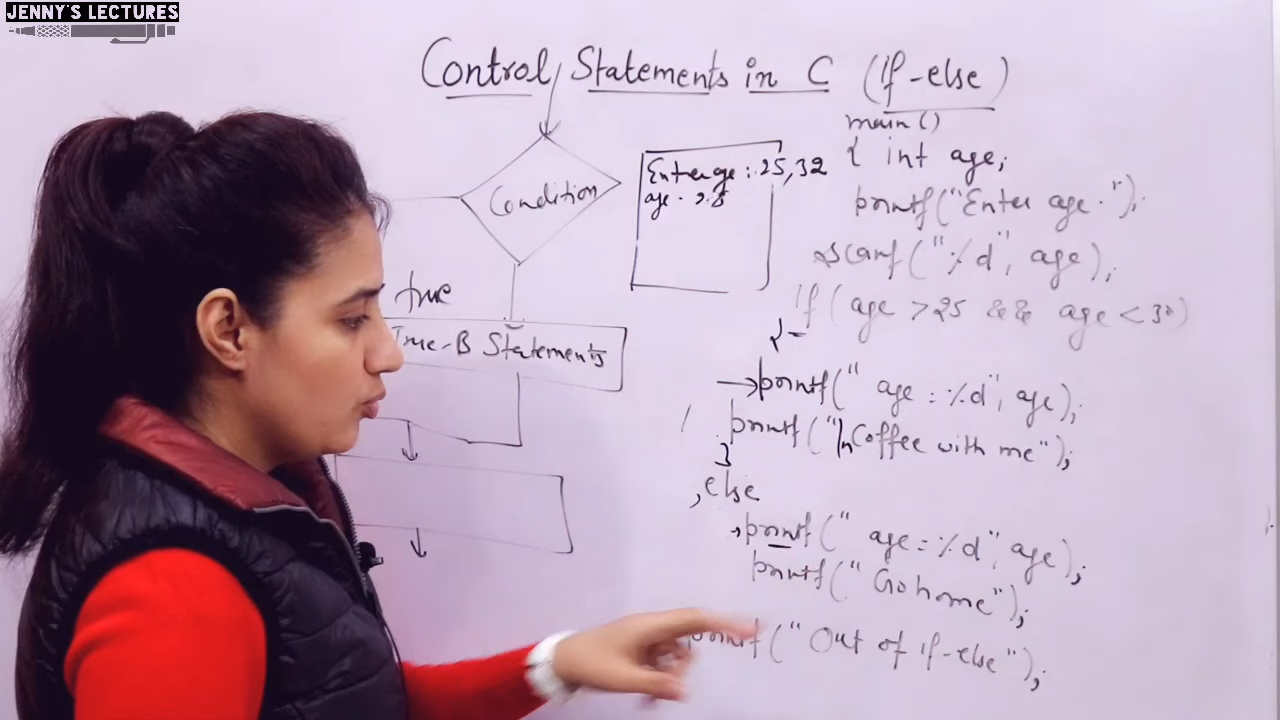 JENNY'S LECTURES
Control Statements in C (if-else)
Condition
true
True-B Statements
Enter age : 25, 32
age · 25
main()
{ int age;
printf("Enter age ·");
scanf("%d", age);
if (age >25 && age <30)
{
printf(" age = %d", age);
printf("\n Coffee with me");
}
else
printf(" age = %d", age);
printf(" Go home");
printf(" Out of if-else");